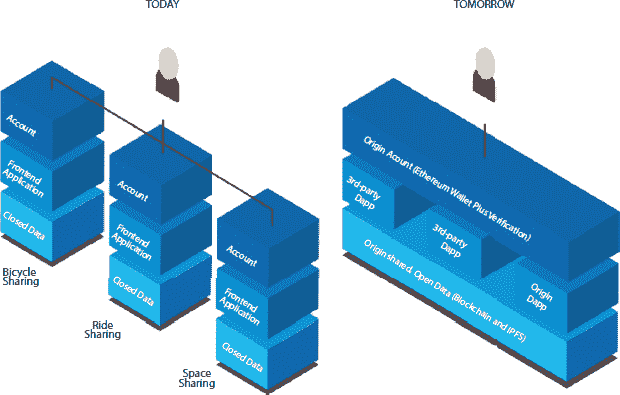 TODAY
Account
Frontend
Application
Closed Data
Bicycle
Sharing
Account
Frontend
Application
Closed Data
Ride
Sharing
Account
Frontend
Application
Closed Data
Space
Sharing
TOMORROW
Origin Acount (Ethereum Wallet Plus Verification)
3rd-party
Dapp
3rd-party
Dapp
Origin
Dapp
Origin shared, Open Data (Blockchain and IPFS)